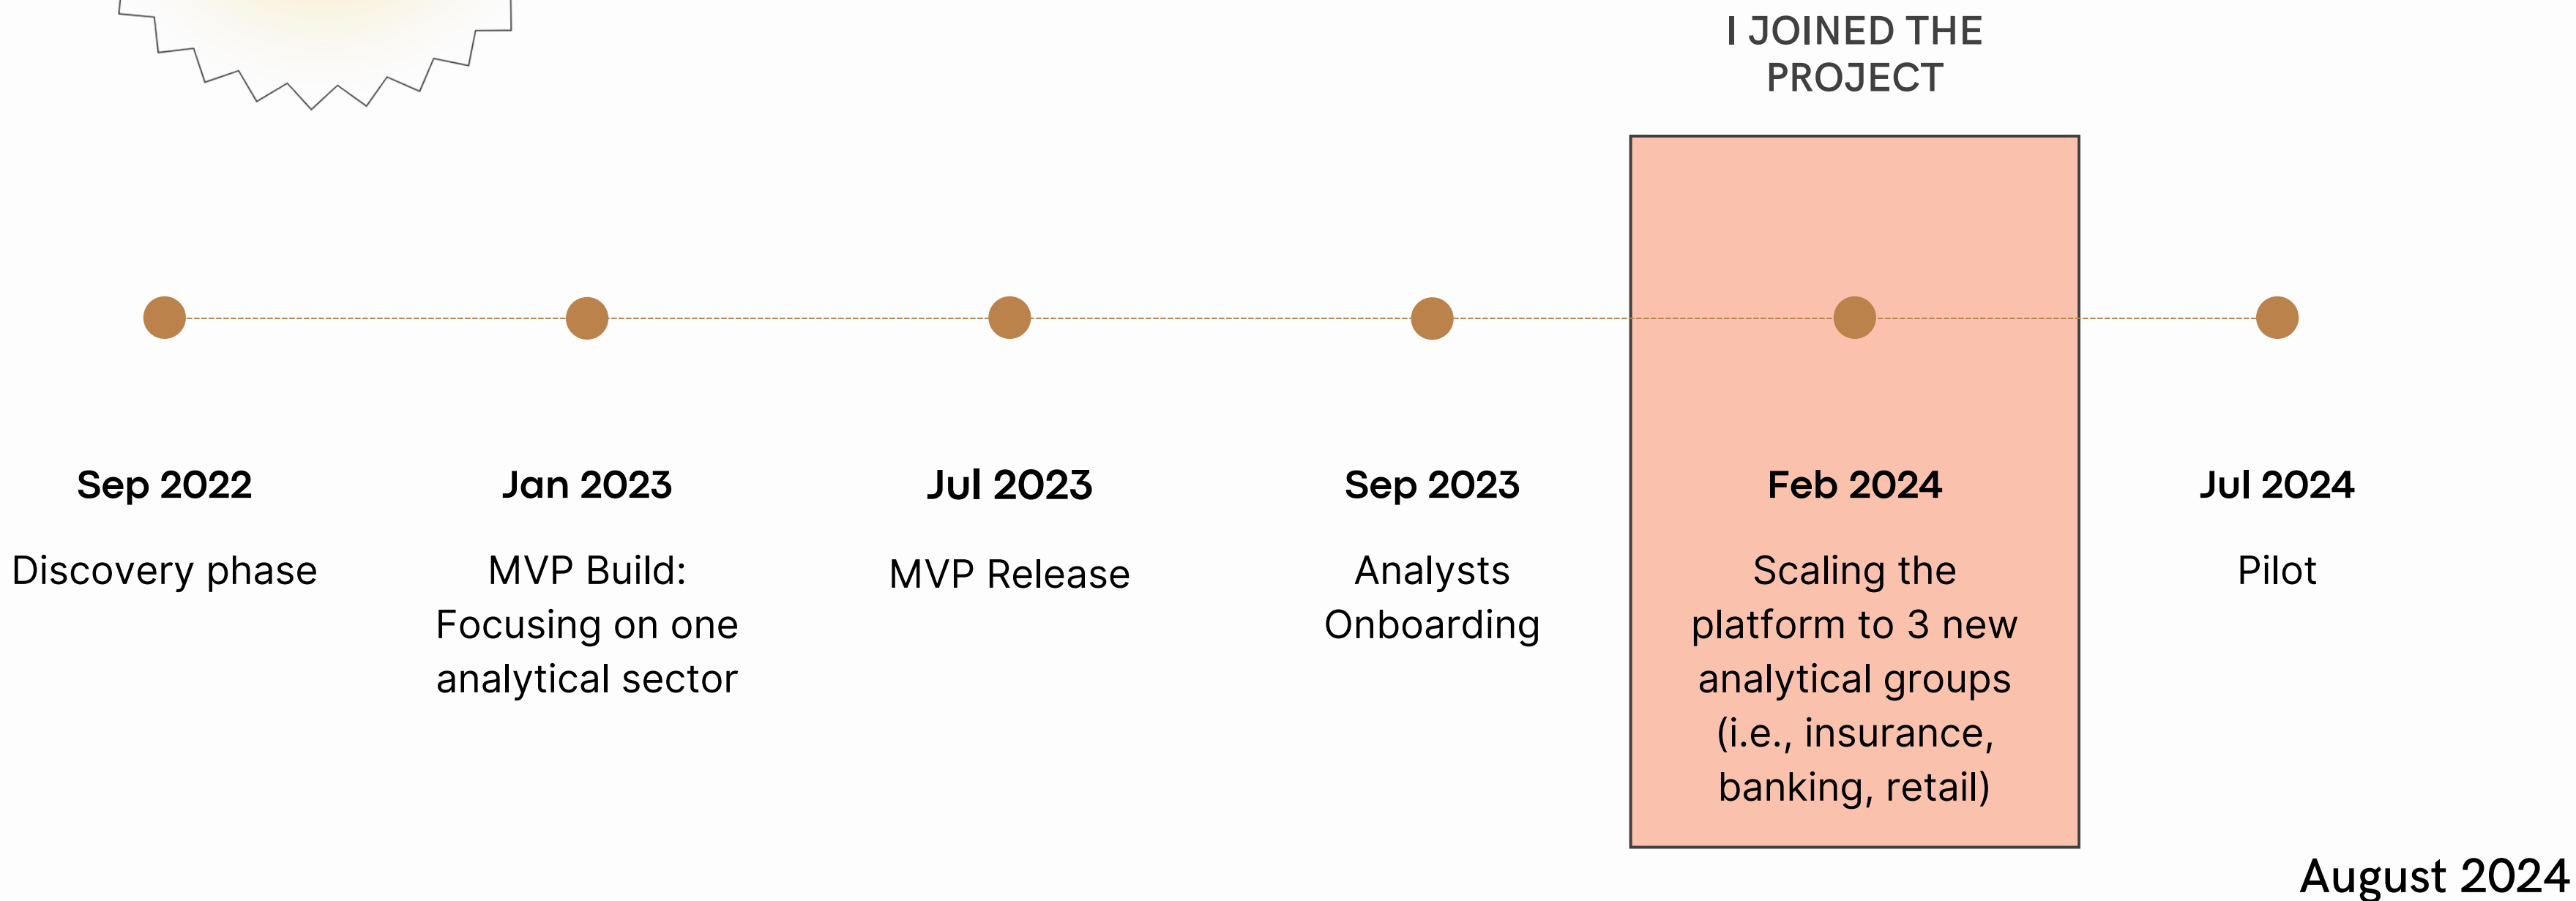 I JOINED THE
PROJECT
Sep 2022
Discovery phase
Jan 2023
MVP Build:
Focusing on one
analytical sector
Jul 2023
MVP Release
Sep 2023
Analysts
Onboarding
Feb 2024
Scaling the
platform to 3 new
analytical groups
(i.e., insurance,
banking, retail)
Jul 2024
Pilot
August 2024